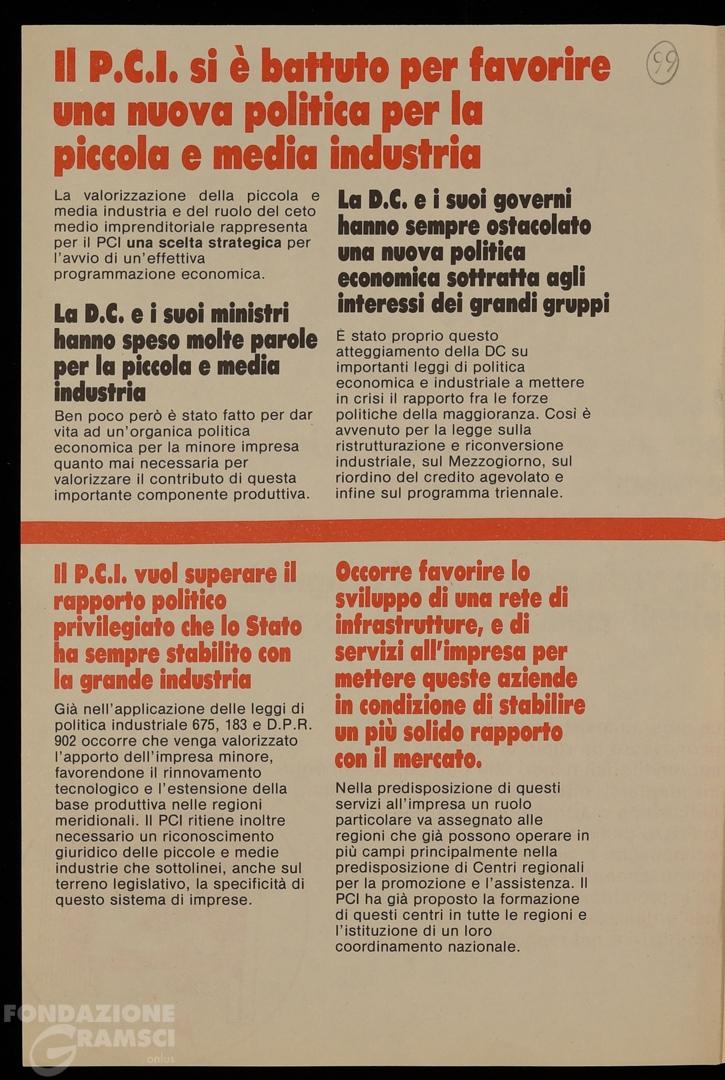 Il P.C.I. si è battuto per favorire
una nuova politica per la
piccola e media industria
99
La valorizzazione della piccola e
media industria e del ruolo del ceto
medio imprenditoriale rappresenta
per il PCI una scelta strategica per
l'avvio di un'effettiva
programmazione economica.
La D.C. e i suoi ministri
hanno speso molte parole
per la piccola e media
industria
Ben poco però è stato fatto per dar
vita ad un'organica politica
economica per la minore impresa
quanto mai necessaria per
valorizzare il contributo di questa
importante componente produttiva.
La D.C. e i suoi governi
hanno sempre ostacolato
una nuova politica
economica sottratta agli
interessi dei grandi gruppi
È stato proprio questo
atteggiamento della DC su
importanti leggi di politica
economica e industriale a mettere
in crisi il rapporto fra le forze
politiche della maggioranza. Così è
avvenuto per la legge sulla
ristrutturazione e riconversione
industriale, sul Mezzogiorno, sul
riordino del credito agevolato e
infine sul programma triennale.
Il P.C.I. vuol superare il
rapporto politico
privilegiato che lo Stato
ha sempre stabilito con
la grande industria
Già nell'applicazione delle leggi di
politica industriale 675, 183 e D.P.R.
902 occorre che venga valorizzato
l'apporto dell'impresa minore,
favorendone il rinnovamento
tecnologico e l'estensione della
base produttiva nelle regioni
meridionali. Il PCI ritiene inoltre
necessario un riconoscimento
giuridico delle piccole e medie
industrie che sottolinei, anche sul
terreno legislativo, la specificità di
questo sistema di imprese.
Occorre favorire lo
sviluppo di una rete di
infrastrutture, e di
servizi all'impresa per
mettere queste aziende
in condizione di stabilire
un più solido rapporto
con il mercato.
Nella predisposizione di questi
servizi all'impresa un ruolo
particolare va assegnato alle
regioni che già possono operare in
più campi principalmente nella
predisposizione di Centri regionali
per la promozione e l'assistenza. Il
PCI ha già proposto la formazione
di questi centri in tutte le regioni e
l'istituzione di un loro
coordinamento nazionale.
FONDAZIONE
GRAMSCI
onlus